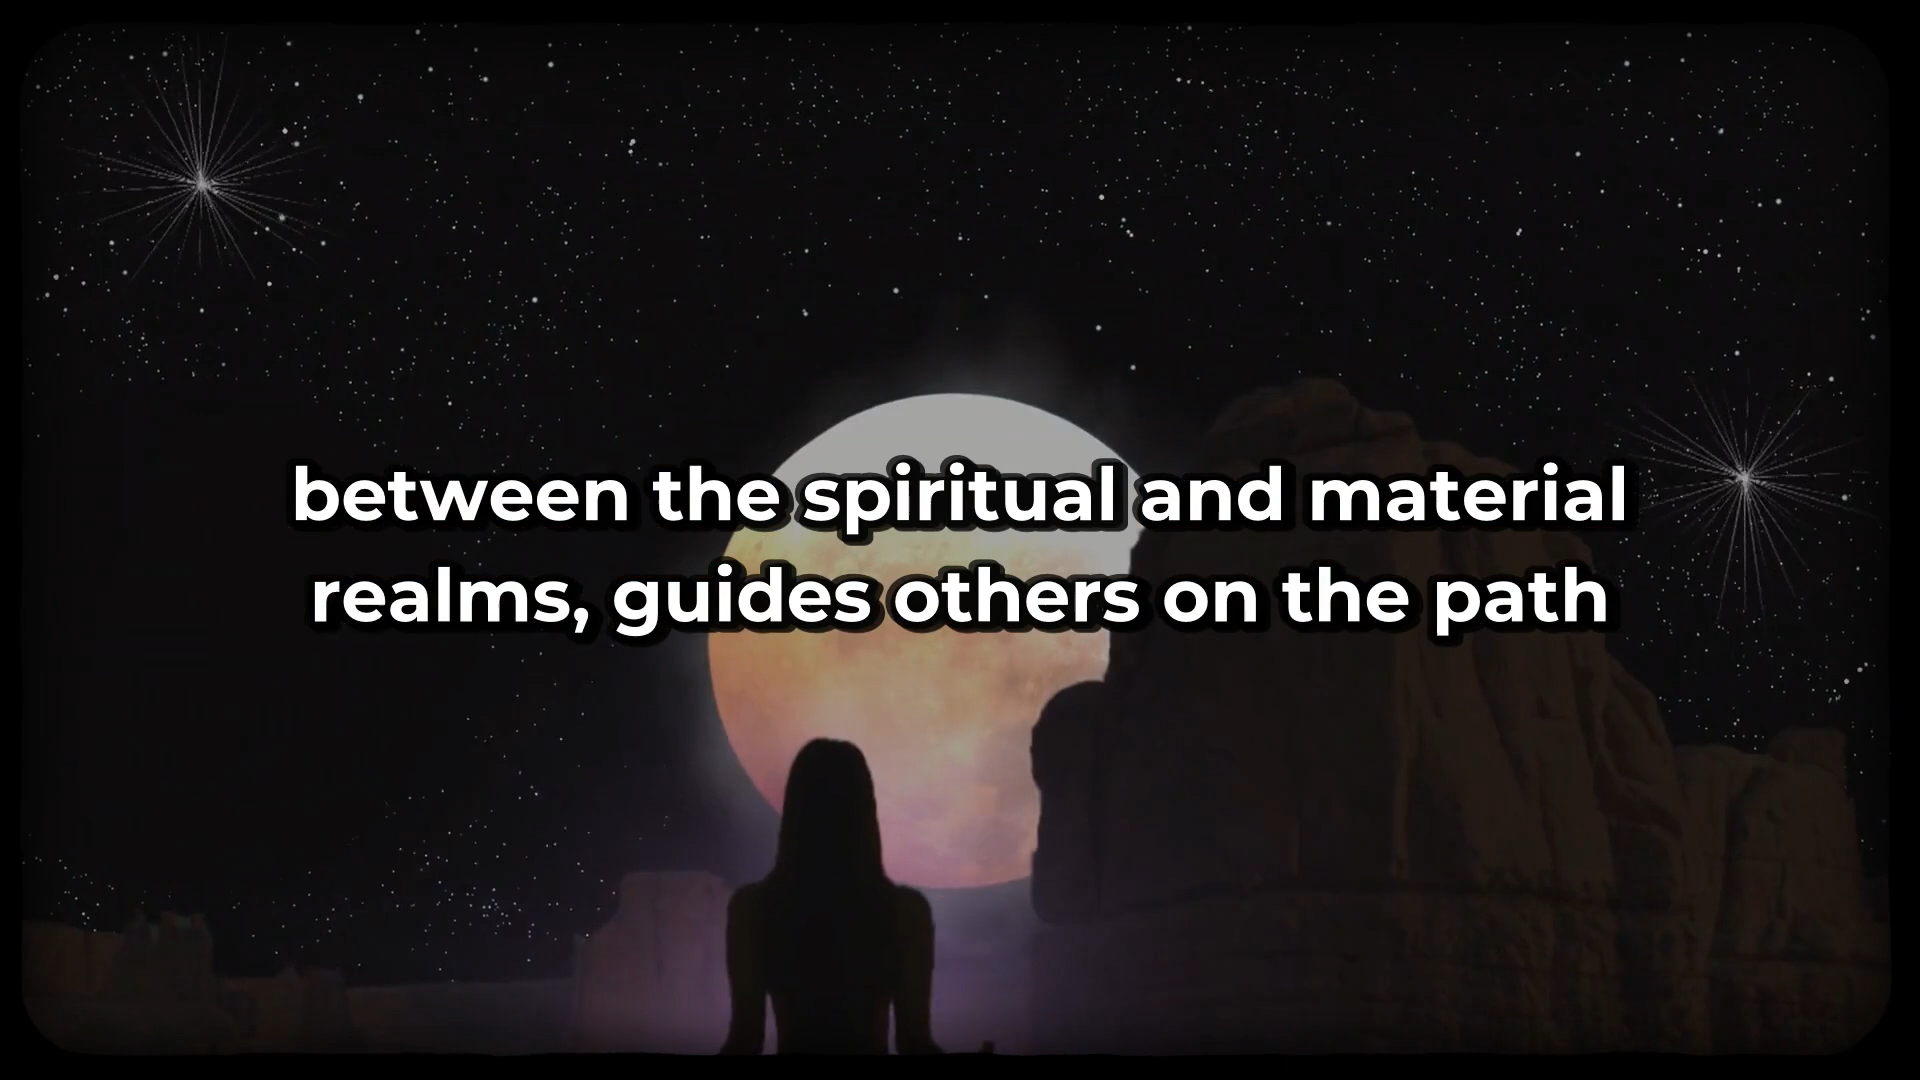 between the spiritual and material
realms, guides others on the path